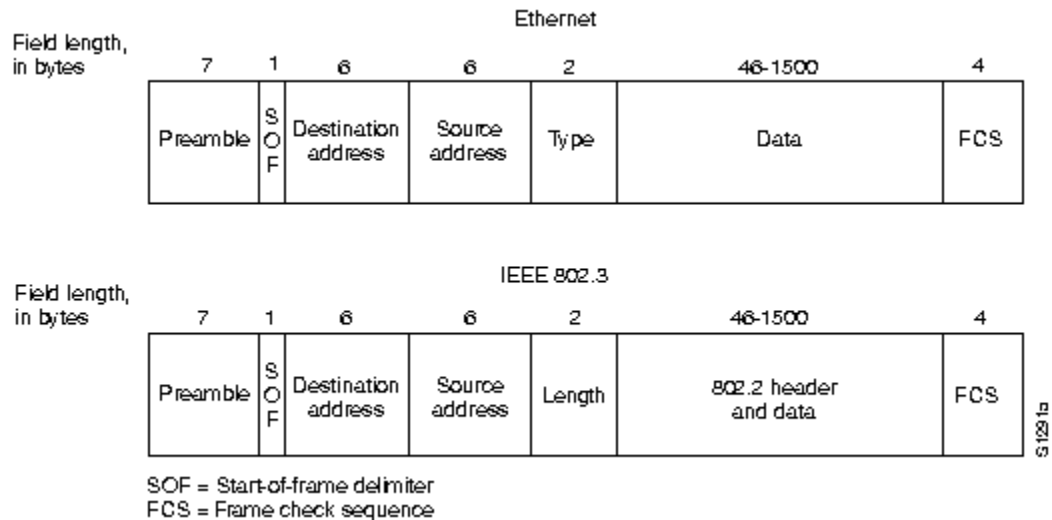 Ethernet
Field length,
in bytes
7 1 6 6 2 46-1500 4
Preamble
S
O
F
Destination
address
Source
address
Type
Data
FCS
IEEE 802.3
Field length,
in bytes
7 1 6 6 2 46-1500 4
Preamble
S
O
F
Destination
address
Source
address
Length
802.2 header
and data
FCS
S1291a
SOF = Start-of-frame delimiter
FCS = Frame check sequence